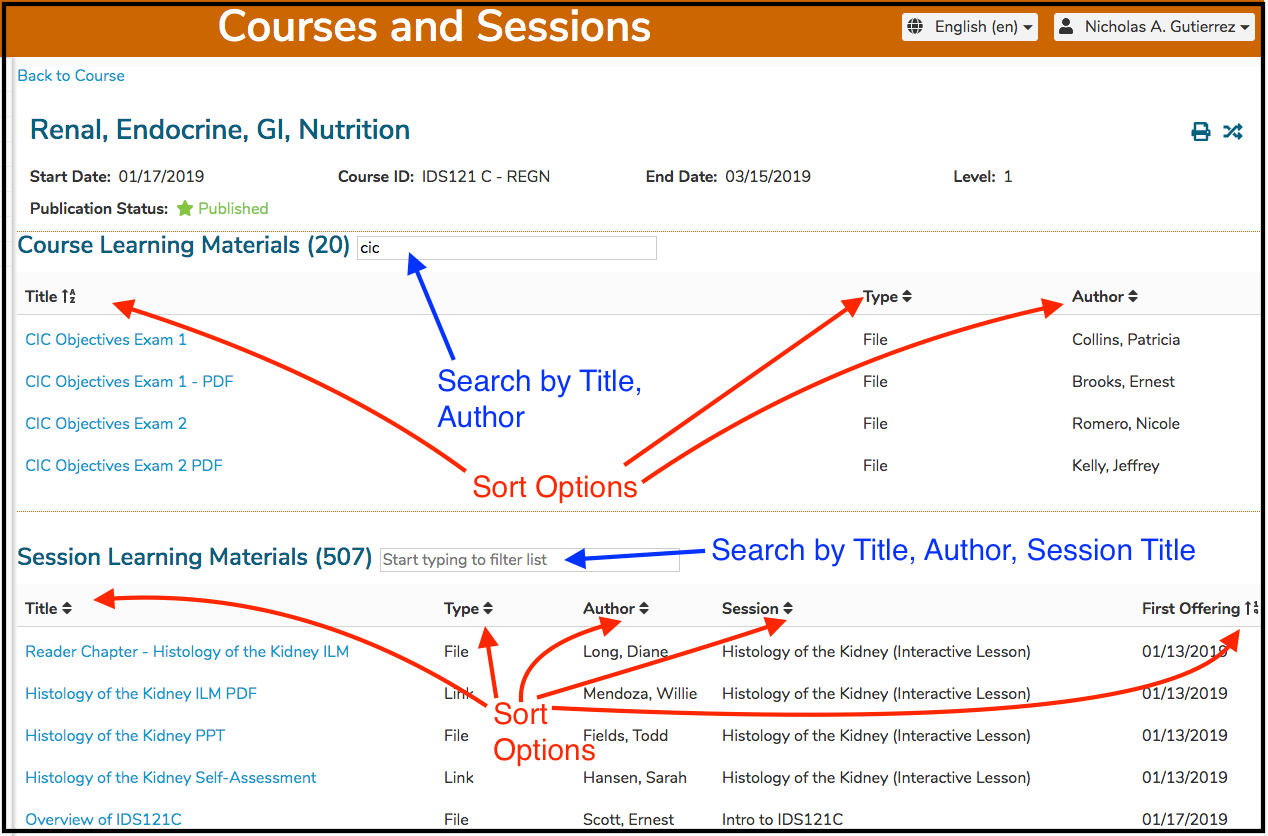 Courses and Sessions
English (en)
Nicholas A. Gutierrez
Back to Course
Renal, Endocrine, GI, Nutrition
Start Date: 01/17/2019 Course ID: IDS121 C - REGN End Date: 03/15/2019 Level: 1
Publication Status: Published
Course Learning Materials (20) cic
Title Type Author
CIC Objectives Exam 1 File Collins, Patricia
CIC Objectives Exam 1 - PDF File Brooks, Ernest
Search by Title,
Author
CIC Objectives Exam 2 File Romero, Nicole
CIC Objectives Exam 2 PDF File Kelly, Jeffrey
Sort Options
Session Learning Materials (507) Start typing to filter list
Search by Title, Author, Session Title
Title Type Author Session First Offering
Reader Chapter - Histology of the Kidney ILM File Long, Diane Histology of the Kidney (Interactive Lesson) 01/13/2019
Histology of the Kidney ILM PDF Link Mendoza, Willie Histology of the Kidney (Interactive Lesson) 01/13/2019
Sort
Options
Histology of the Kidney PPT File Fields, Todd Histology of the Kidney (Interactive Lesson) 01/13/2019
Histology of the Kidney Self-Assessment Link Hansen, Sarah Histology of the Kidney (Interactive Lesson) 01/13/2019
Overview of IDS121C File Scott, Ernest Intro to IDS121C 01/17/2019